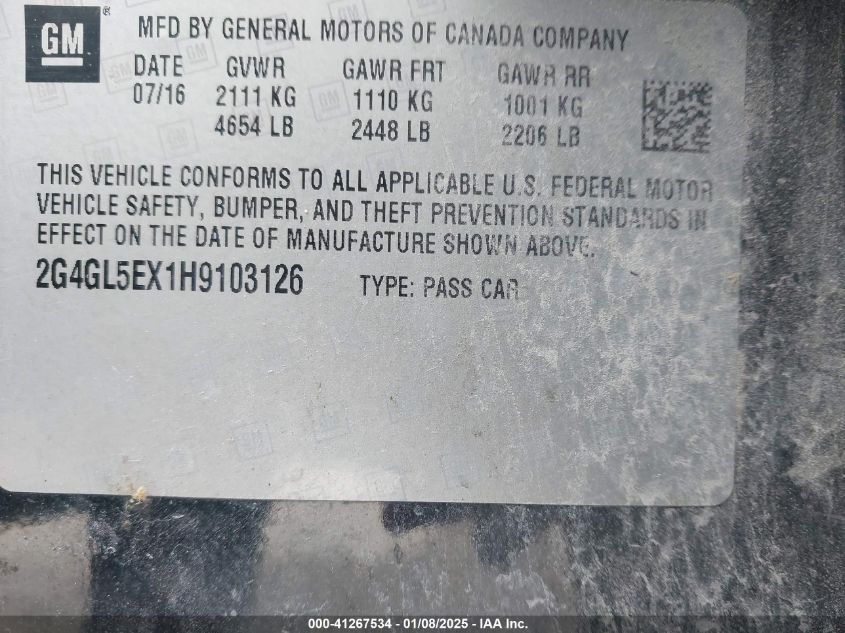 GM ®
MFD BY GENERAL MOTORS OF CANADA COMPANY
DATE GVWR GAWR FRT GAWR RR
07/16 2111 KG 1110 KG 1001 KG
4654 LB 2448 LB 2206 LB
THIS VEHICLE CONFORMS TO ALL APPLICABLE U.S. FEDERAL MOTOR
VEHICLE SAFETY, BUMPER, AND THEFT PREVENTION STANDARDS IN
EFFECT ON THE DATE OF MANUFACTURE SHOWN ABOVE.
2G4GL5EX1H9103126 TYPE: PASS CAR
000-41267534 - 01/08/2025 - IAA Inc.